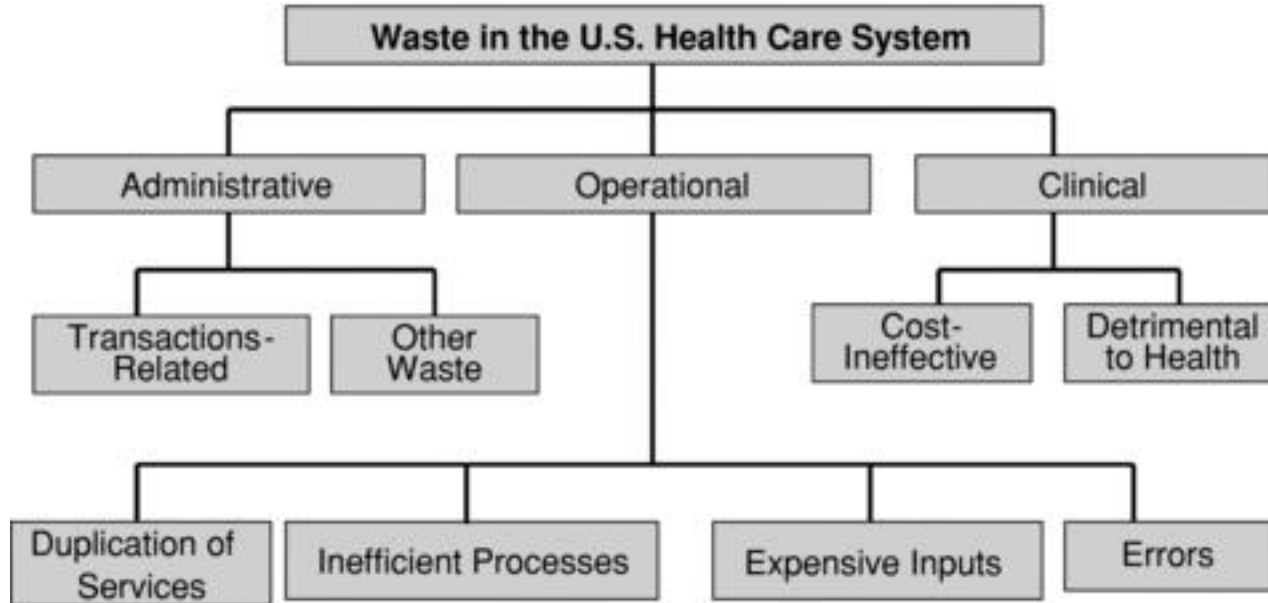 Waste in the U.S. Health Care System
Administrative
Operational
Clinical
Transactions-
Related
Other
Waste
Cost-
Ineffective
Detrimental
to Health
Duplication of
Services
Inefficient Processes
Expensive Inputs
Errors